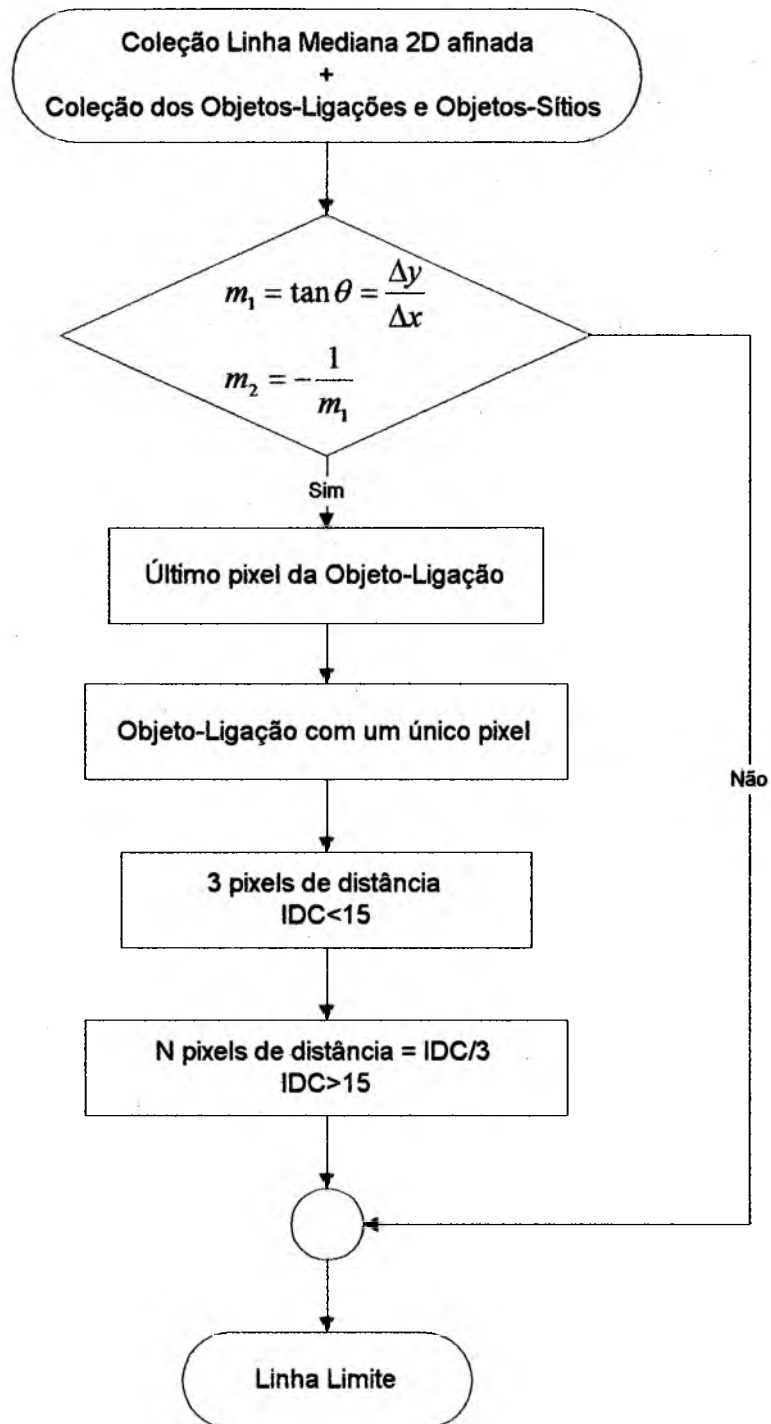 Coleção Linha Mediana 2D afinada
+
Coleção dos Objetos-Ligações e Objetos-Sítios
m₁ = tan θ = Δy/Δx
m₂ = −1/m₁
Sim
Último pixel da Objeto-Ligação
Objeto-Ligação com um único pixel
Não
3 pixels de distância
IDC<15
N pixels de distância = IDC/3
IDC>15
Linha Limite